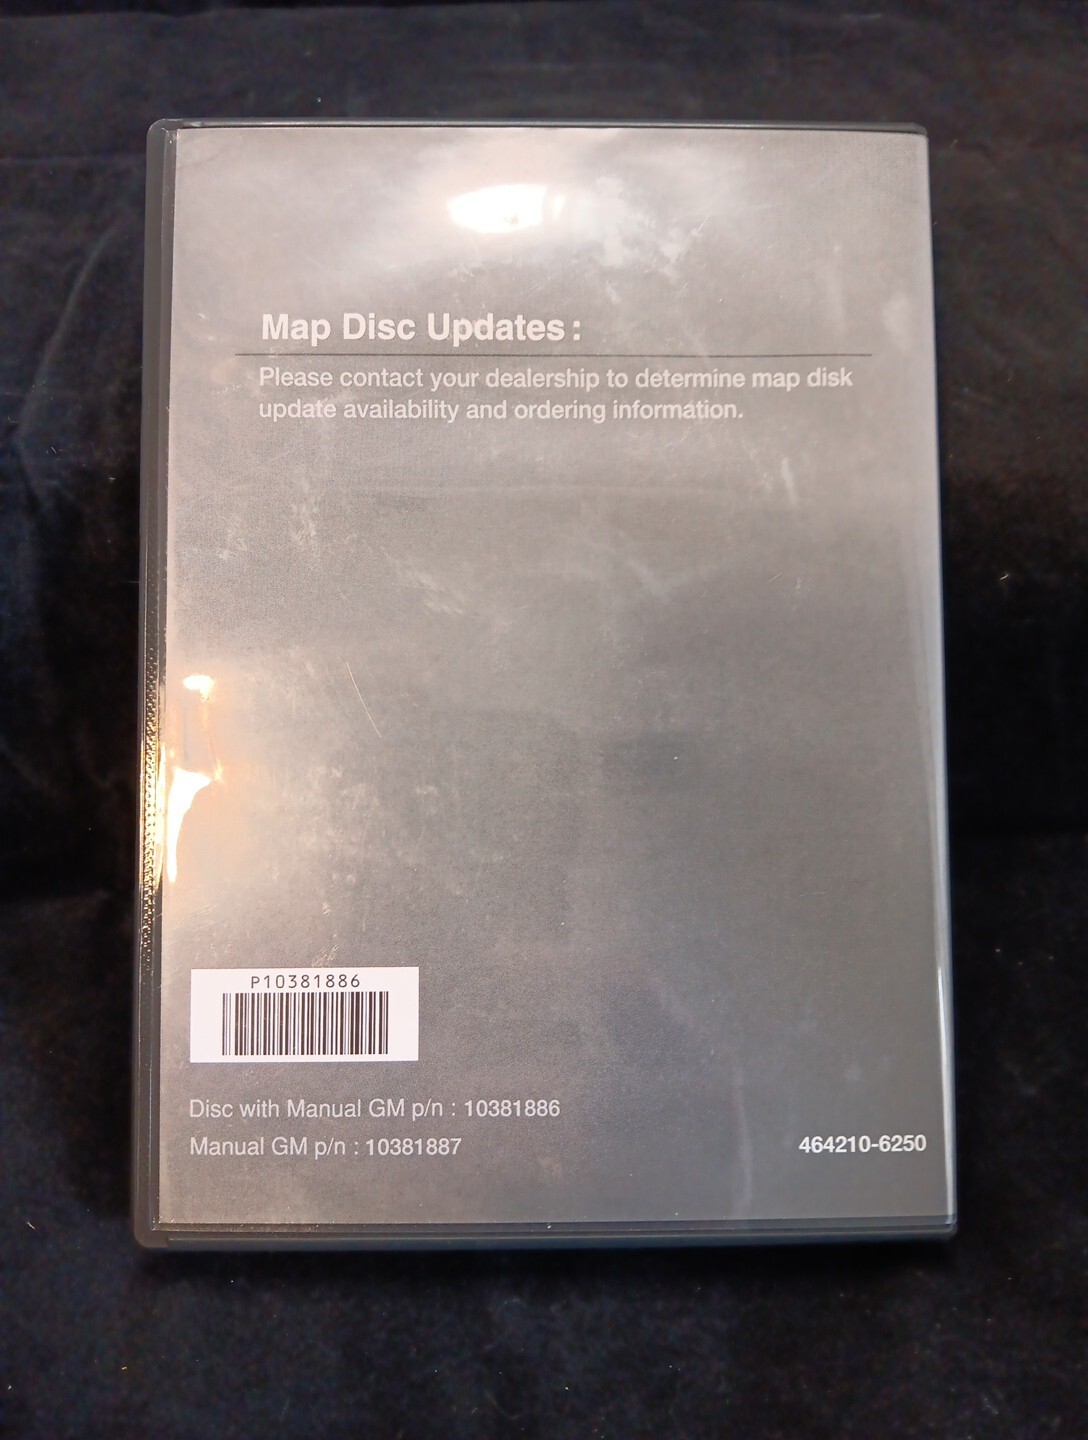 Map Disc Updates:
Please contact your dealership to determine map disk
update availability and ordering information.
P10381886
Disc with Manual GM p/n : 10381886
Manual GM p/n : 10381887
464210-6250